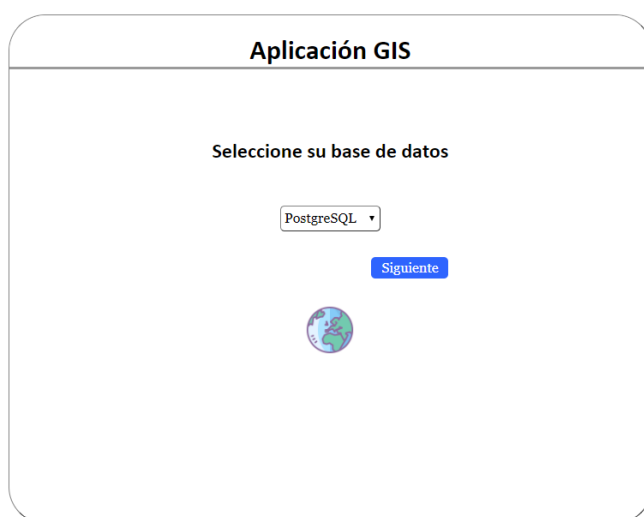 Aplicación GIS
Seleccione su base de datos
PostgreSQL
Siguiente